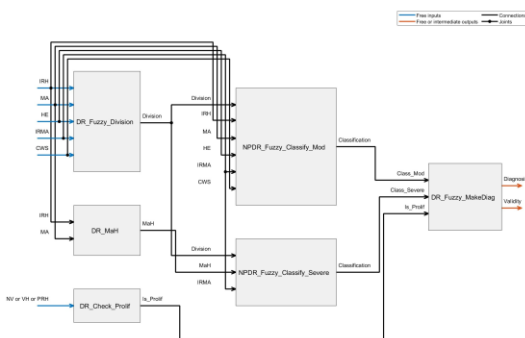 Free inputs
Connections
Free or intermediate outputs
Joints
IRH
MA
HE
IRMA
CWS
DR_Fuzzy_Division
Division
Division
IRH
MA
HE
IRMA
CWS
NPDR_Fuzzy_Classify_Mod
Classification
IRH
MA
DR_MaH
MaH
Division
MaH
IRMA
NPDR_Fuzzy_Classify_Severe
Classification
Class_Mod
Class_Severe
Is_Prolif
DR_Fuzzy_MakeDiag
Diagnosis
Validity
NV or VH or PRH
DR_Check_Prolif
Is_Prolif